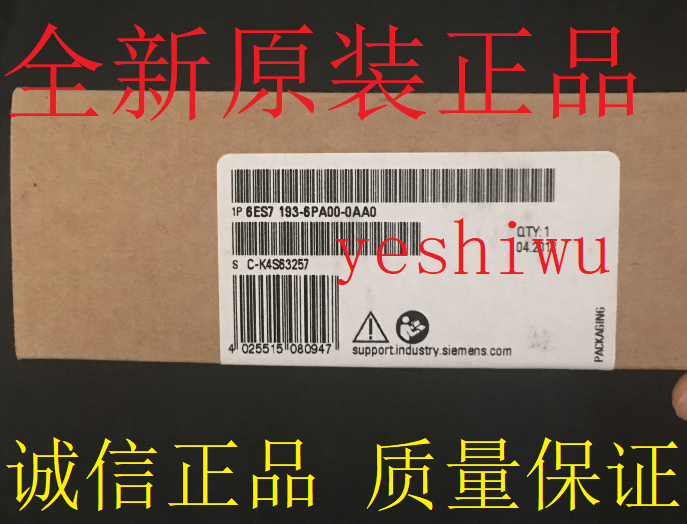 全新原装正品
1P 6ES7 193-6PA00-0AA0
QTY: 1
yeshiwu
S C-K4S63257
4 025515 080947
support.industry.siemens.com
PACKAGING
诚信正品 质量保证